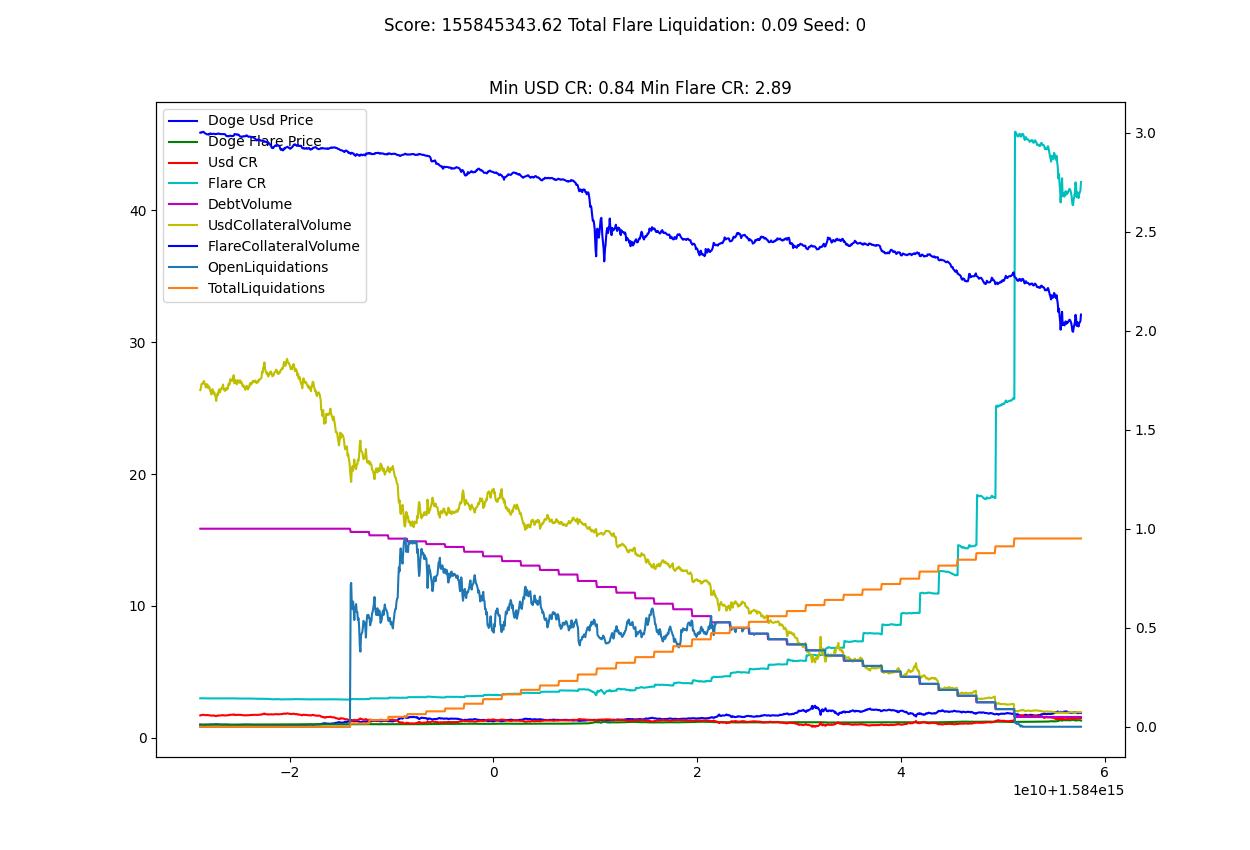 Score: 155845343.62 Total Flare Liquidation: 0.09 Seed: 0
Min USD CR: 0.84 Min Flare CR: 2.89
Doge Usd Price
Doge Flare Price
Usd CR
Flare CR
DebtVolume
UsdCollateralVolume
FlareCollateralVolume
OpenLiquidations
TotalLiquidations
40
30
20
10
0
3.0
2.5
2.0
1.5
1.0
0.5
0.0
−2 0 2 4 6
1e10+1.584e15